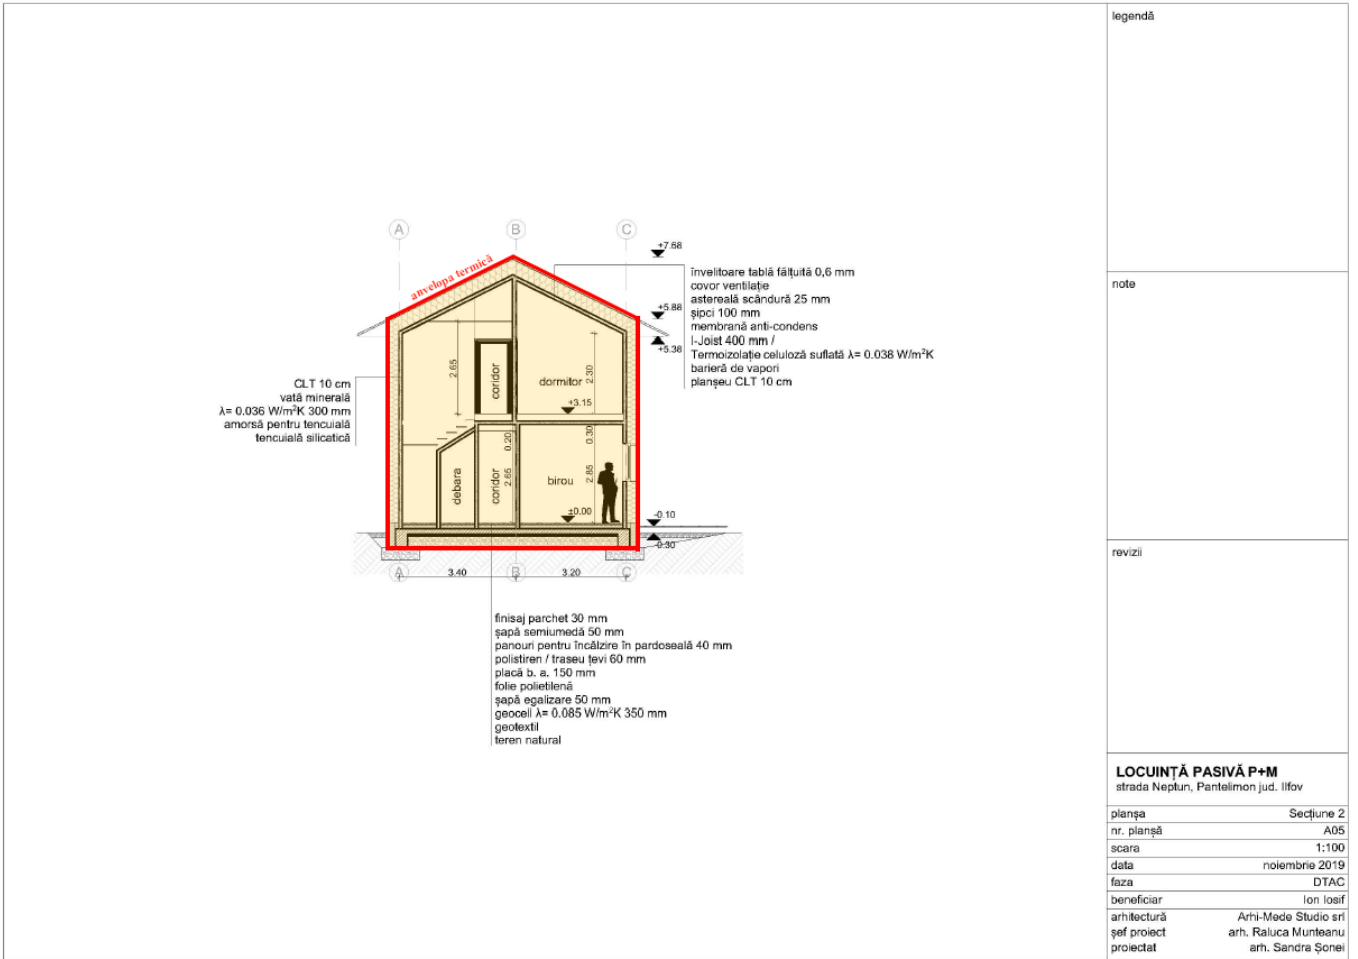 legendă
note
revizii
A
B
C
anvelopa termică
+7.68
+5.88
+5.38
învelitoare tablă fălțuită 0,6 mm
covor ventilație
astereală scândură 25 mm
șipci 100 mm
membrană anti-condens
I-Joist 400 mm /
Termoizolație celuloză suflată λ= 0.038 W/m²K
barieră de vapori
planșeu CLT 10 cm
CLT 10 cm
vată minerală
λ= 0.036 W/m²K 300 mm
amorsă pentru tencuială
tencuială silicatică
2.65
coridor
dormitor
2.30
+3.15
0.20
0.30
debara
coridor
2.65
birou
2.85
±0.00
-0.10
-0.30
A
3.40
B
3.20
C
finisaj parchet 30 mm
șapă semiumedă 50 mm
panouri pentru încălzire în pardoseală 40 mm
polistiren / traseu țevi 60 mm
placă b. a. 150 mm
folie polietilenă
șapă egalizare 50 mm
geocell λ= 0.085 W/m²K 350 mm
geotextil
teren natural
LOCUINȚĂ PASIVĂ P+M
strada Neptun, Pantelimon jud. Ilfov
planșa Secțiune 2
nr. planșă A05
scara 1:100
data noiembrie 2019
faza DTAC
beneficiar Ion Iosif
arhitectură Arhi-Mede Studio srl
șef proiect arh. Raluca Munteanu
proiectat arh. Sandra Șonei